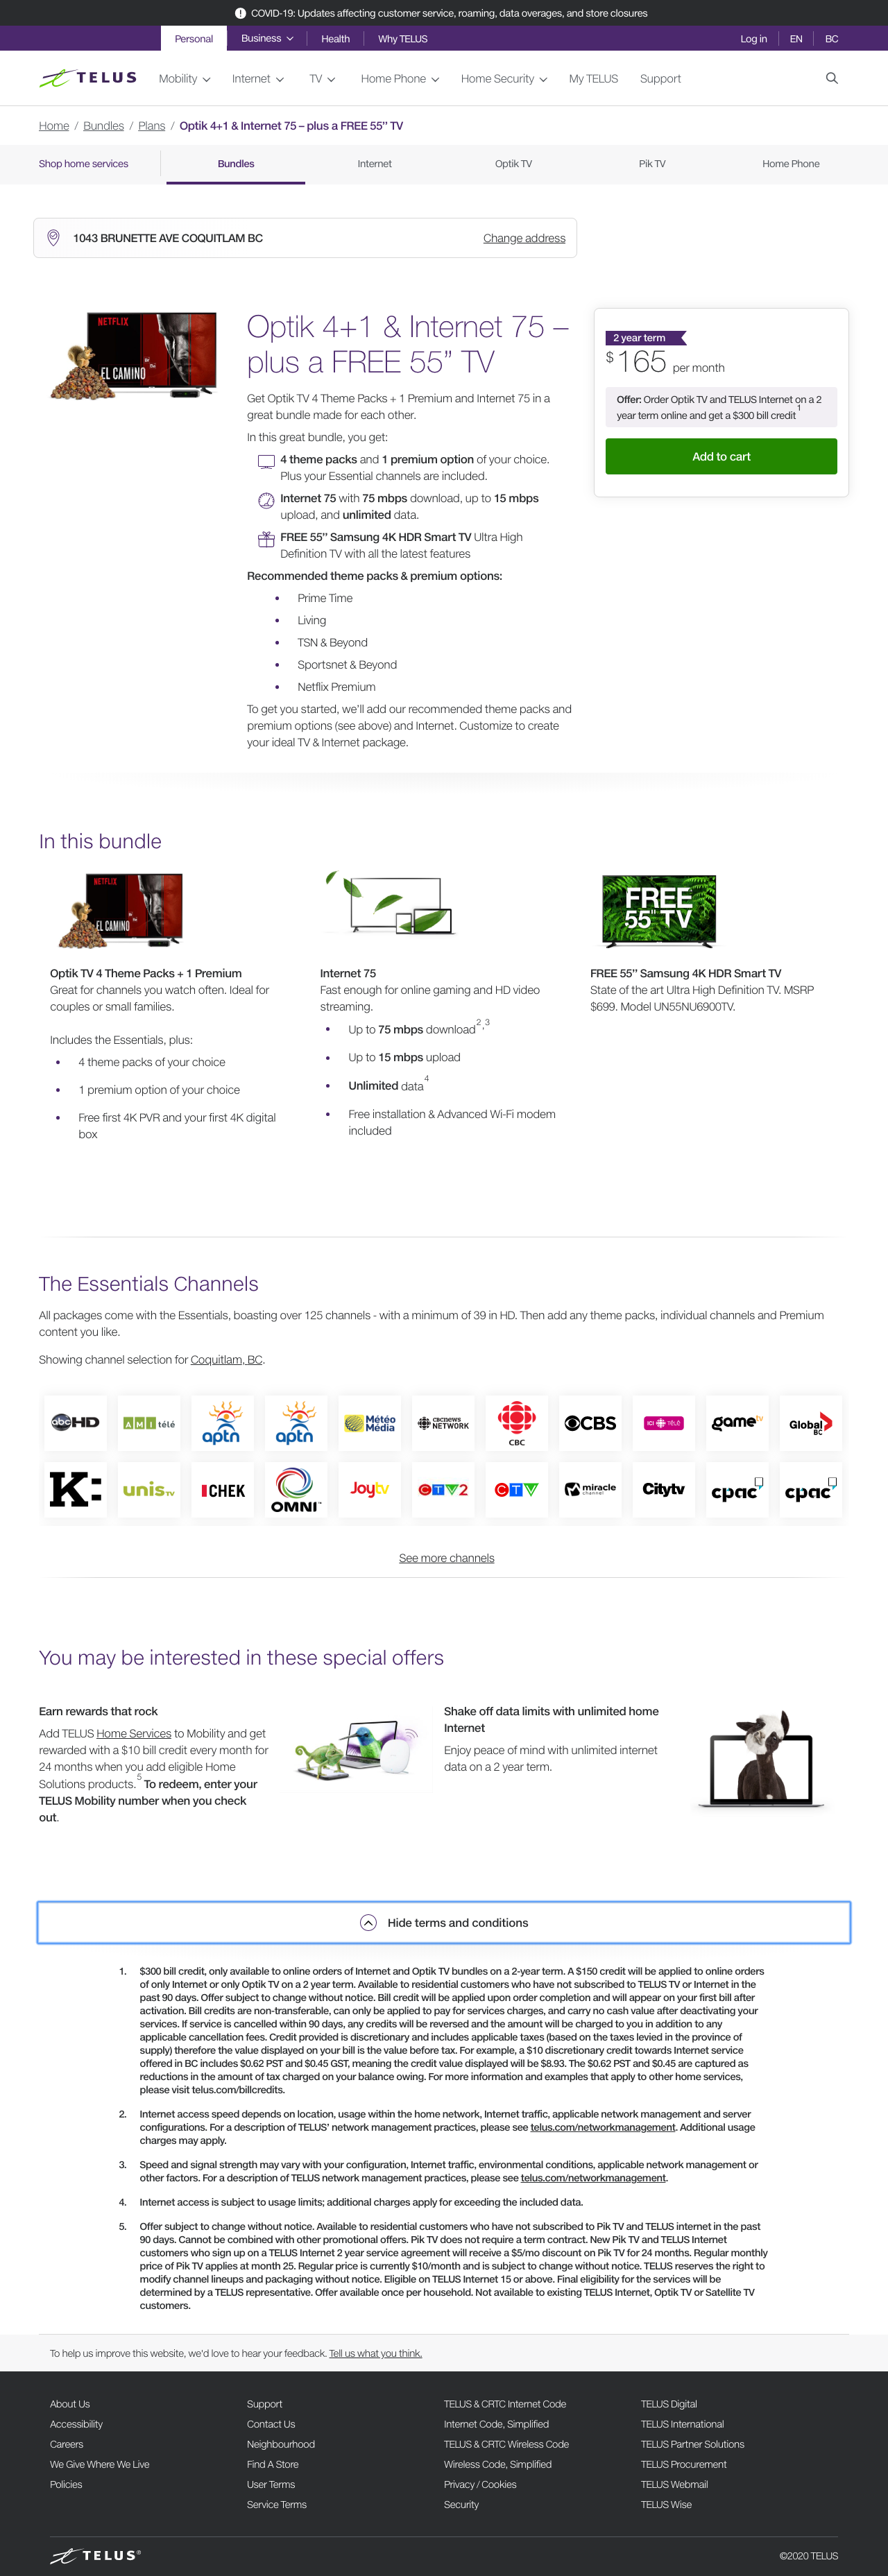 COVID-19: Updates affecting customer service, roaming, data overages, and store closures
Personal Business Health Why TELUS Log in EN BC
TELUS Mobility Internet TV Home Phone Home Security My TELUS Support
Home / Bundles / Plans / Optik 4+1 & Internet 75 – plus a FREE 55” TV
Shop home services Bundles Internet Optik TV Pik TV Home Phone
1043 BRUNETTE AVE COQUITLAM BC Change address
NETFLIX
EL CAMINO
Optik 4+1 & Internet 75 –
plus a FREE 55” TV
Get Optik TV 4 Theme Packs + 1 Premium and Internet 75 in a
great bundle made for each other.
In this great bundle, you get:
4 theme packs and 1 premium option of your choice.
Plus your Essential channels are included.
Internet 75 with 75 mbps download, up to 15 mbps
upload, and unlimited data.
FREE 55” Samsung 4K HDR Smart TV Ultra High
Definition TV with all the latest features
Recommended theme packs & premium options:
• Prime Time
• Living
• TSN & Beyond
• Sportsnet & Beyond
• Netflix Premium
To get you started, we'll add our recommended theme packs and
premium options (see above) and Internet. Customize to create
your ideal TV & Internet package.
2 year term
$165 per month
Offer: Order Optik TV and TELUS Internet on a 2
year term online and get a $300 bill credit1
Add to cart
In this bundle
NETFLIX
EL CAMINO
FREE
55" TV
Optik TV 4 Theme Packs + 1 Premium
Great for channels you watch often. Ideal for
couples or small families.
Includes the Essentials, plus:
• 4 theme packs of your choice
• 1 premium option of your choice
• Free first 4K PVR and your first 4K digital
box
Internet 75
Fast enough for online gaming and HD video
streaming.
• Up to 75 mbps download2,3
• Up to 15 mbps upload
• Unlimited data4
• Free installation & Advanced Wi-Fi modem
included
FREE 55” Samsung 4K HDR Smart TV
State of the art Ultra High Definition TV. MSRP
$699. Model UN55NU6900TV.
The Essentials Channels
All packages come with the Essentials, boasting over 125 channels - with a minimum of 39 in HD. Then add any theme packs, individual channels and Premium
content you like.
Showing channel selection for Coquitlam, BC.
abc HD AMI télé aptn aptn Météo Média cbc news NETWORK CBC CBS ICI TÉLÉ gametv Global BC
K: unis TV CHEK OMNI™ Joytv CTV2 CTV miracle channel Citytv cpac cpac
See more channels
You may be interested in these special offers
Earn rewards that rock
Add TELUS Home Services to Mobility and get
rewarded with a $10 bill credit every month for
24 months when you add eligible Home
Solutions products.5 To redeem, enter your
TELUS Mobility number when you check
out.
Shake off data limits with unlimited home
Internet
Enjoy peace of mind with unlimited internet
data on a 2 year term.
Hide terms and conditions
1. $300 bill credit, only available to online orders of Internet and Optik TV bundles on a 2-year term. A $150 credit will be applied to online orders
of only Internet or only Optik TV on a 2 year term. Available to residential customers who have not subscribed to TELUS TV or Internet in the
past 90 days. Offer subject to change without notice. Bill credit will be applied upon order completion and will appear on your first bill after
activation. Bill credits are non-transferable, can only be applied to pay for services charges, and carry no cash value after deactivating your
services. If service is cancelled within 90 days, any credits will be reversed and the amount will be charged to you in addition to any
applicable cancellation fees. Credit provided is discretionary and includes applicable taxes (based on the taxes levied in the province of
supply) therefore the value displayed on your bill is the value before tax. For example, a $10 discretionary credit towards Internet service
offered in BC includes $0.62 PST and $0.45 GST, meaning the credit value displayed will be $8.93. The $0.62 PST and $0.45 are captured as
reductions in the amount of tax charged on your balance owing. For more information and examples that apply to other home services,
please visit telus.com/billcredits.
2. Internet access speed depends on location, usage within the home network, Internet traffic, applicable network management and server
configurations. For a description of TELUS’ network management practices, please see telus.com/networkmanagement. Additional usage
charges may apply.
3. Speed and signal strength may vary with your configuration, Internet traffic, environmental conditions, applicable network management or
other factors. For a description of TELUS network management practices, please see telus.com/networkmanagement.
4. Internet access is subject to usage limits; additional charges apply for exceeding the included data.
5. Offer subject to change without notice. Available to residential customers who have not subscribed to Pik TV and TELUS internet in the past
90 days. Cannot be combined with other promotional offers. Pik TV does not require a term contract. New Pik TV and TELUS Internet
customers who sign up on a TELUS Internet 2 year service agreement will receive a $5/mo discount on Pik TV for 24 months. Regular monthly
price of Pik TV applies at month 25. Regular price is currently $10/month and is subject to change without notice. TELUS reserves the right to
modify channel lineups and packaging without notice. Eligible on TELUS Internet 15 or above. Final eligibility for the services will be
determined by a TELUS representative. Offer available once per household. Not available to existing TELUS Internet, Optik TV or Satellite TV
customers.
To help us improve this website, we'd love to hear your feedback. Tell us what you think.
About Us
Accessibility
Careers
We Give Where We Live
Policies
Support
Contact Us
Neighbourhood
Find A Store
User Terms
Service Terms
TELUS & CRTC Internet Code
Internet Code, Simplified
TELUS & CRTC Wireless Code
Wireless Code, Simplified
Privacy / Cookies
Security
TELUS Digital
TELUS International
TELUS Partner Solutions
TELUS Procurement
TELUS Webmail
TELUS Wise
TELUS® ©2020 TELUS